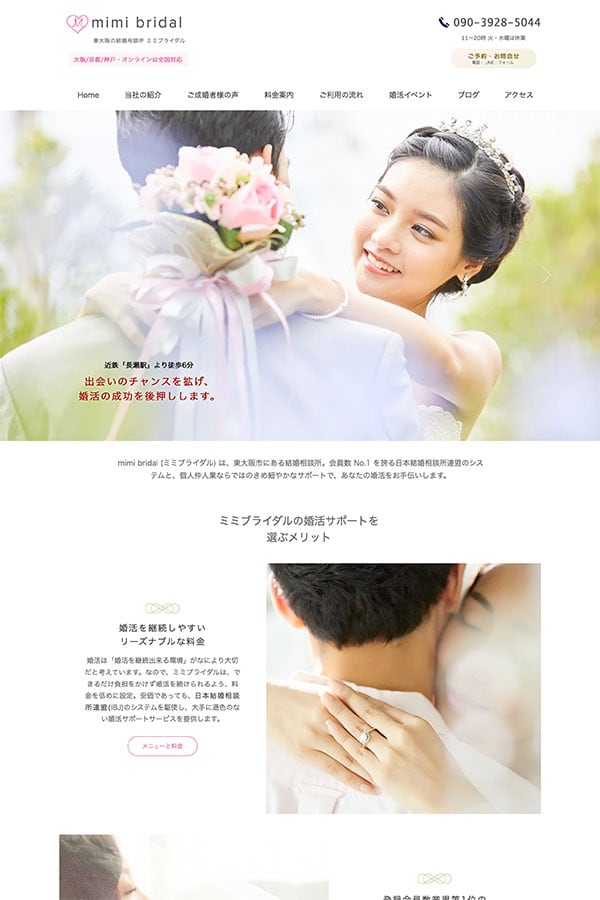 mimi bridal
東大阪の結婚相談所 ミミブライダル
大阪/京都/神戸・オンラインは全国対応
090-3928-5044
11〜20時 火・水曜は休業
ご予約・お問合せ
電話・LINE・フォーム
Home 当社の紹介 ご成婚者様の声 料金案内 ご利用の流れ 婚活イベント ブログ アクセス
近鉄「長瀬駅」より徒歩6分
出会いのチャンスを拡げ、
婚活の成功を後押しします。
mimi bridal (ミミブライダル) は、東大阪市にある結婚相談所。会員数 No.1 を誇る日本結婚相談所連盟のシス
テムと、個人仲人業ならではのきめ細やかなサポートで、あなたの婚活をお手伝いします。
ミミブライダルの婚活サポートを
選ぶメリット
婚活を継続しやすい
リーズナブルな料金
婚活は「婚活を継続出来る環境」がなにより大切
だと考えています。なので、ミミブライダルは、で
きるだけ負担をかけず婚活を続けられるよう、料
金を低めに設定。安価であっても、日本結婚相談
所連盟(IBJ)のシステムを駆使し、大手に遜色のな
い婚活サポートサービスを提供します。
メニューと料金
登録会員数業界第1位の